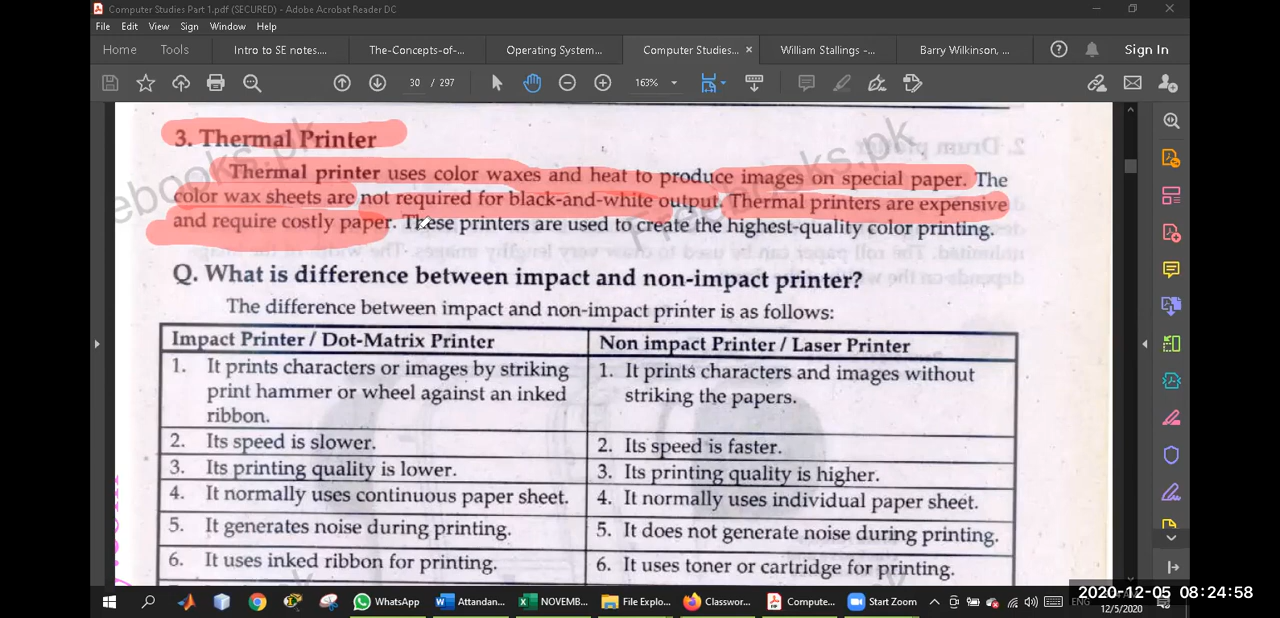 Computer Studies Part 1.pdf (SECURED) - Adobe Acrobat Reader DC
File Edit View Sign Window Help
Home Tools Intro to SE notes.... The-Concepts-of-... Operating System... Computer Studies... × William Stallings -... Barry Wilkinson, ... Sign In
30 / 297 163%
3. Thermal Printer
Thermal printer uses color waxes and heat to produce images on special paper. The
color wax sheets are not required for black-and-white output. Thermal printers are expensive
and require costly paper. These printers are used to create the highest-quality color printing.
Q. What is difference between impact and non-impact printer?
The difference between impact and non-impact printer is as follows:
Impact Printer / Dot-Matrix Printer Non impact Printer / Laser Printer
1. It prints characters or images by striking 1. It prints characters and images without
print hammer or wheel against an inked striking the papers.
ribbon.
2. Its speed is slower. 2. Its speed is faster.
3. Its printing quality is lower. 3. Its printing quality is higher.
4. It normally uses continuous paper sheet. 4. It normally uses individual paper sheet.
5. It generates noise during printing. 5. It does not generate noise during printing.
6. It uses inked ribbon for printing. 6. It uses toner or cartridge for printing.
WhatsApp Attandan... NOVEMB... File Explo... Classwor... Compute... Start Zoom ENG
2020-12-05 08:24:58
12/5/2020